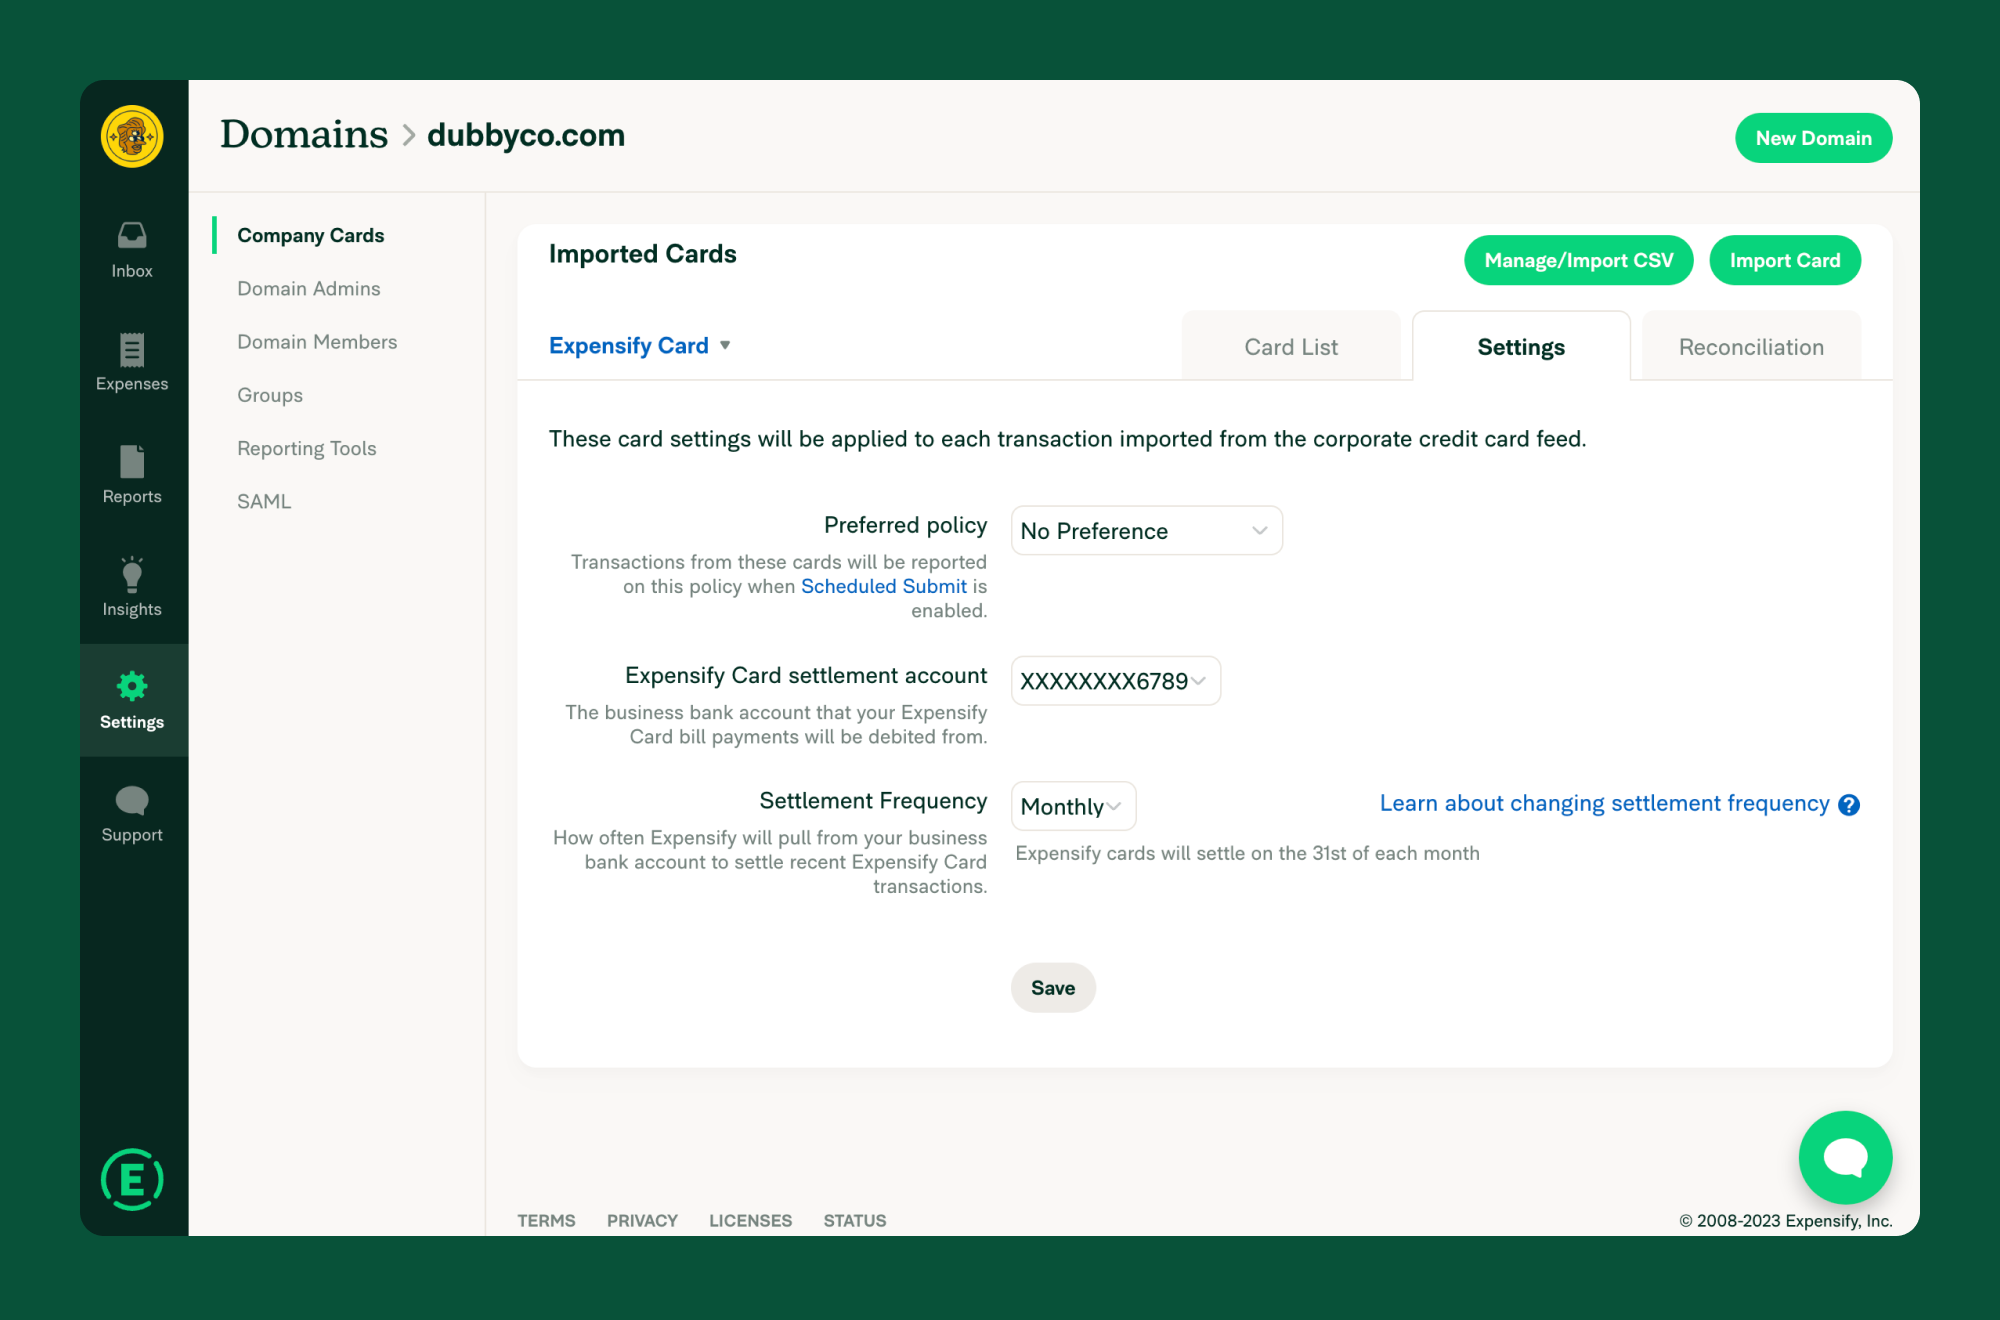 Domains > dubbyco.com
New Domain
Inbox
Expenses
Reports
Insights
Settings
Support
E
Company Cards
Domain Admins
Domain Members
Groups
Reporting Tools
SAML
Imported Cards
Manage/Import CSV
Import Card
Expensify Card
Card List
Settings
Reconciliation
These card settings will be applied to each transaction imported from the corporate credit card feed.
Preferred policy
No Preference
Transactions from these cards will be reported
on this policy when Scheduled Submit is
enabled.
Expensify Card settlement account
XXXXXXXX6789
The business bank account that your Expensify
Card bill payments will be debited from.
Settlement Frequency
Monthly
Learn about changing settlement frequency ?
How often Expensify will pull from your business
bank account to settle recent Expensify Card
transactions.
Expensify cards will settle on the 31st of each month
Save
TERMS
PRIVACY
LICENSES
STATUS
© 2008-2023 Expensify, Inc.